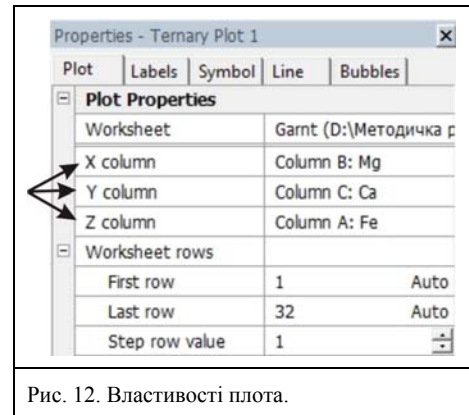 Properties - Ternary Plot 1
Plot Labels Symbol Line Bubbles
Plot Properties
Worksheet Garnt (D:\Методичка р
X column Column B: Mg
Y column Column C: Ca
Z column Column A: Fe
Worksheet rows
First row 1 Auto
Last row 32 Auto
Step row value 1
Рис. 12. Властивості плота.